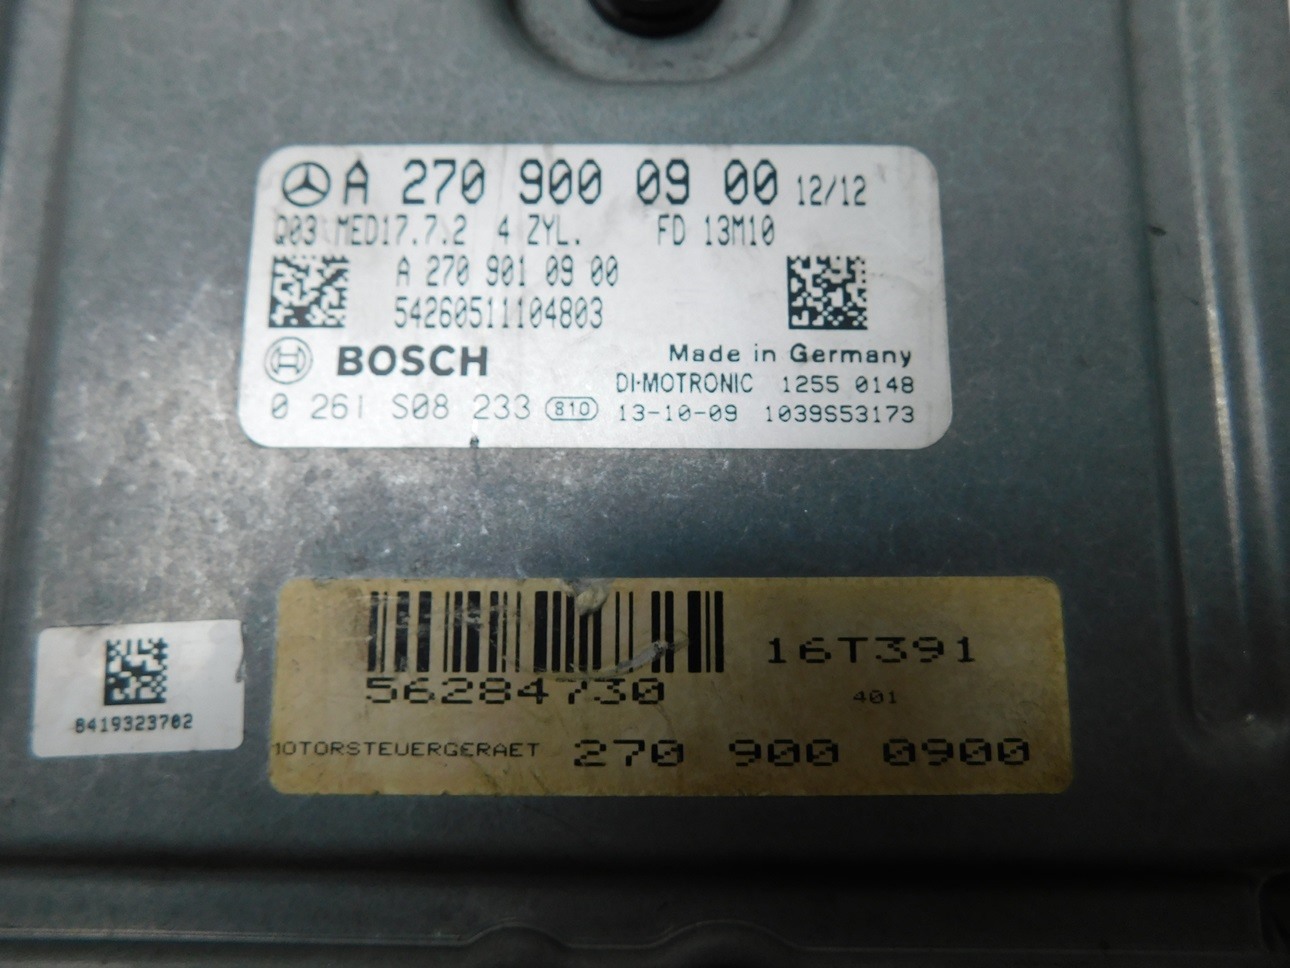 A 270 900 09 00 12/12
Q03 MED17.7.2 4 ZYL. FD 13M10
A 270 901 09 00
54260511104803
BOSCH Made in Germany
DI-MOTRONIC 1255 0148
0 261 S08 233 810 13-10-09 1039S53173
16T391
56284730 401
8419323702
MOTORSTEUERGERAET 270 900 0900